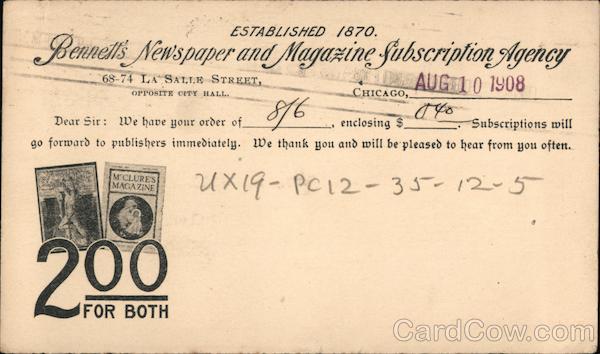 ESTABLISHED 1870.
Bennett's Newspaper and Magazine Subscription Agency
68-74 LA SALLE STREET,
OPPOSITE CITY HALL.
CHICAGO, AUG 10 1908
Dear Sir: We have your order of 8/6, enclosing $ 840. Subscriptions will
go forward to publishers immediately. We thank you and will be pleased to hear from you often.
UX19-PC12-35-12-5
McCLURE'S
MAGAZINE
2.00
FOR BOTH
CardCow.com